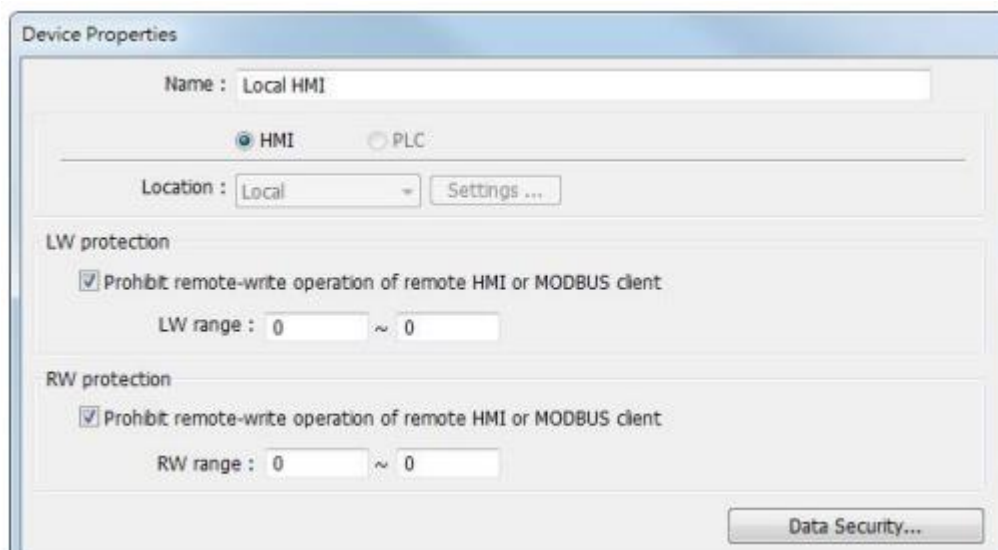 Device Properties
Name : Local HMI
HMI PLC
Location : Local Settings ...
LW protection
Prohibit remote-write operation of remote HMI or MODBUS client
LW range : 0 ~ 0
RW protection
Prohibit remote-write operation of remote HMI or MODBUS client
RW range : 0 ~ 0
Data Security...